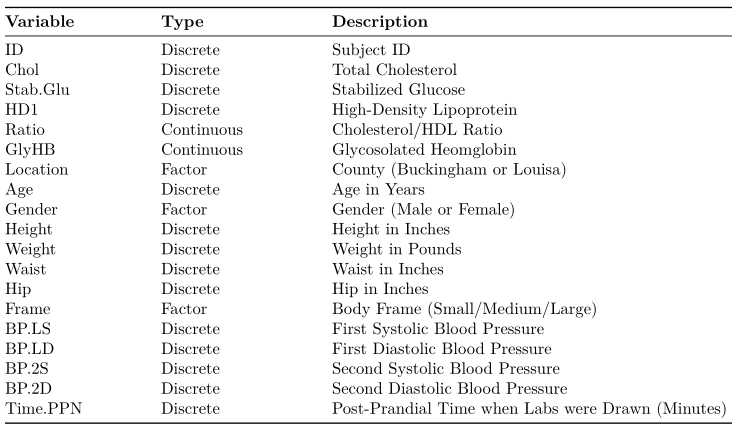 Variable Type Description
ID Discrete Subject ID
Chol Discrete Total Cholesterol
Stab.Glu Discrete Stabilized Glucose
HD1 Discrete High-Density Lipoprotein
Ratio Continuous Cholesterol/HDL Ratio
GlyHB Continuous Glycosolated Heomglobin
Location Factor County (Buckingham or Louisa)
Age Discrete Age in Years
Gender Factor Gender (Male or Female)
Height Discrete Height in Inches
Weight Discrete Weight in Pounds
Waist Discrete Waist in Inches
Hip Discrete Hip in Inches
Frame Factor Body Frame (Small/Medium/Large)
BP.LS Discrete First Systolic Blood Pressure
BP.LD Discrete First Diastolic Blood Pressure
BP.2S Discrete Second Systolic Blood Pressure
BP.2D Discrete Second Diastolic Blood Pressure
Time.PPN Discrete Post-Prandial Time when Labs were Drawn (Minutes)